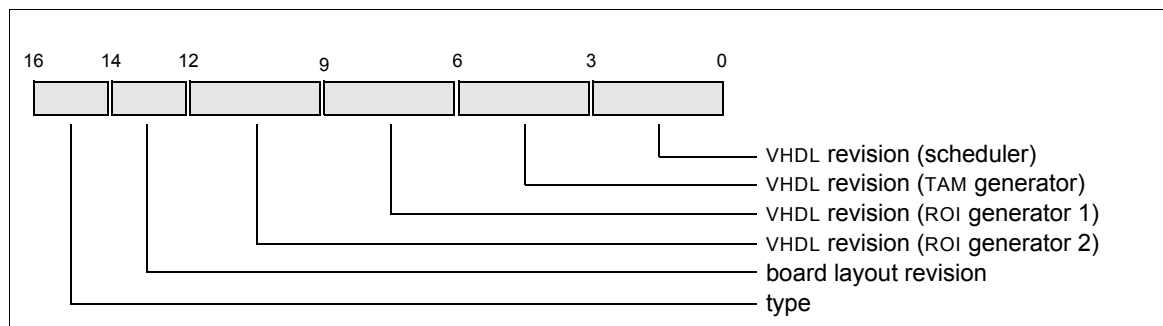 16 14 12 9 6 3 0
VHDL revision (scheduler)
VHDL revision (TAM generator)
VHDL revision (ROI generator 1)
VHDL revision (ROI generator 2)
board layout revision
type